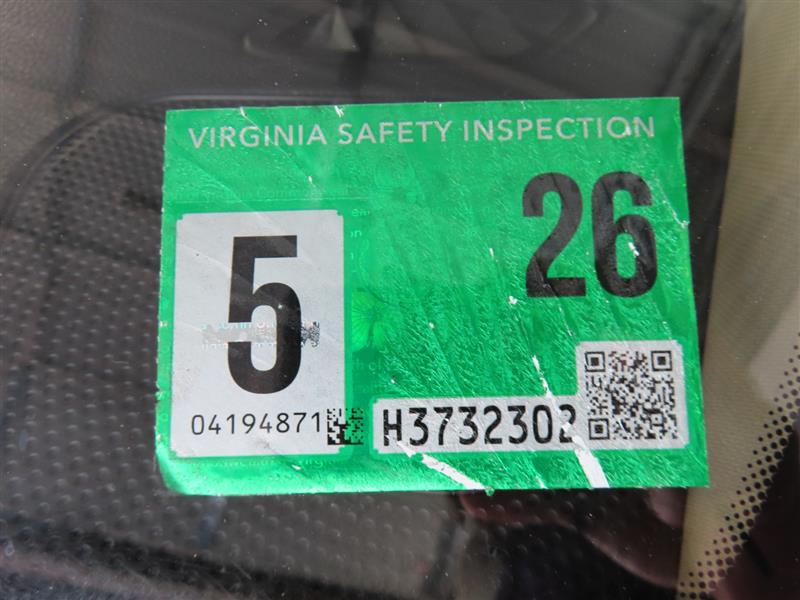 VIRGINIA SAFETY INSPECTION
26
5
04194871
H3732302